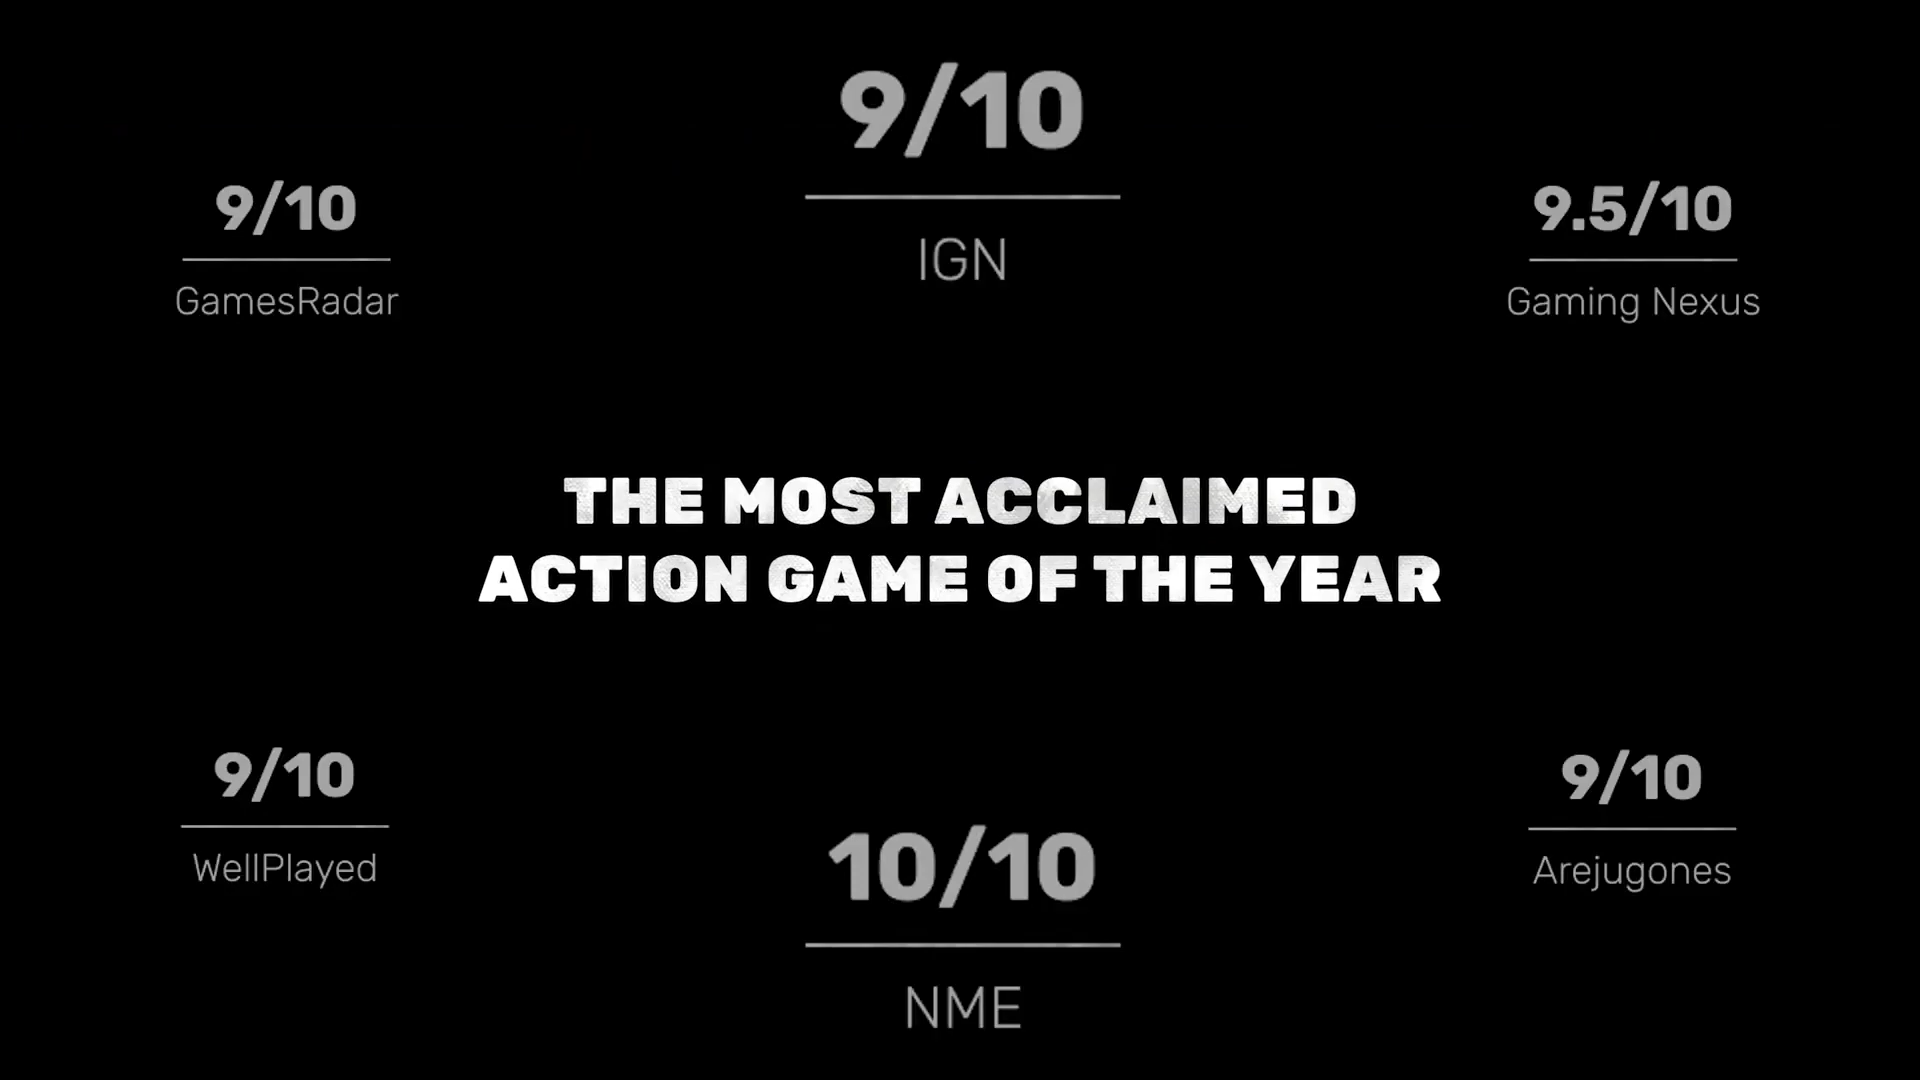 9/10
IGN
9/10
GamesRadar
9.5/10
Gaming Nexus
THE MOST ACCLAIMED
ACTION GAME OF THE YEAR
9/10
WellPlayed
10/10
NME
9/10
Arejugones